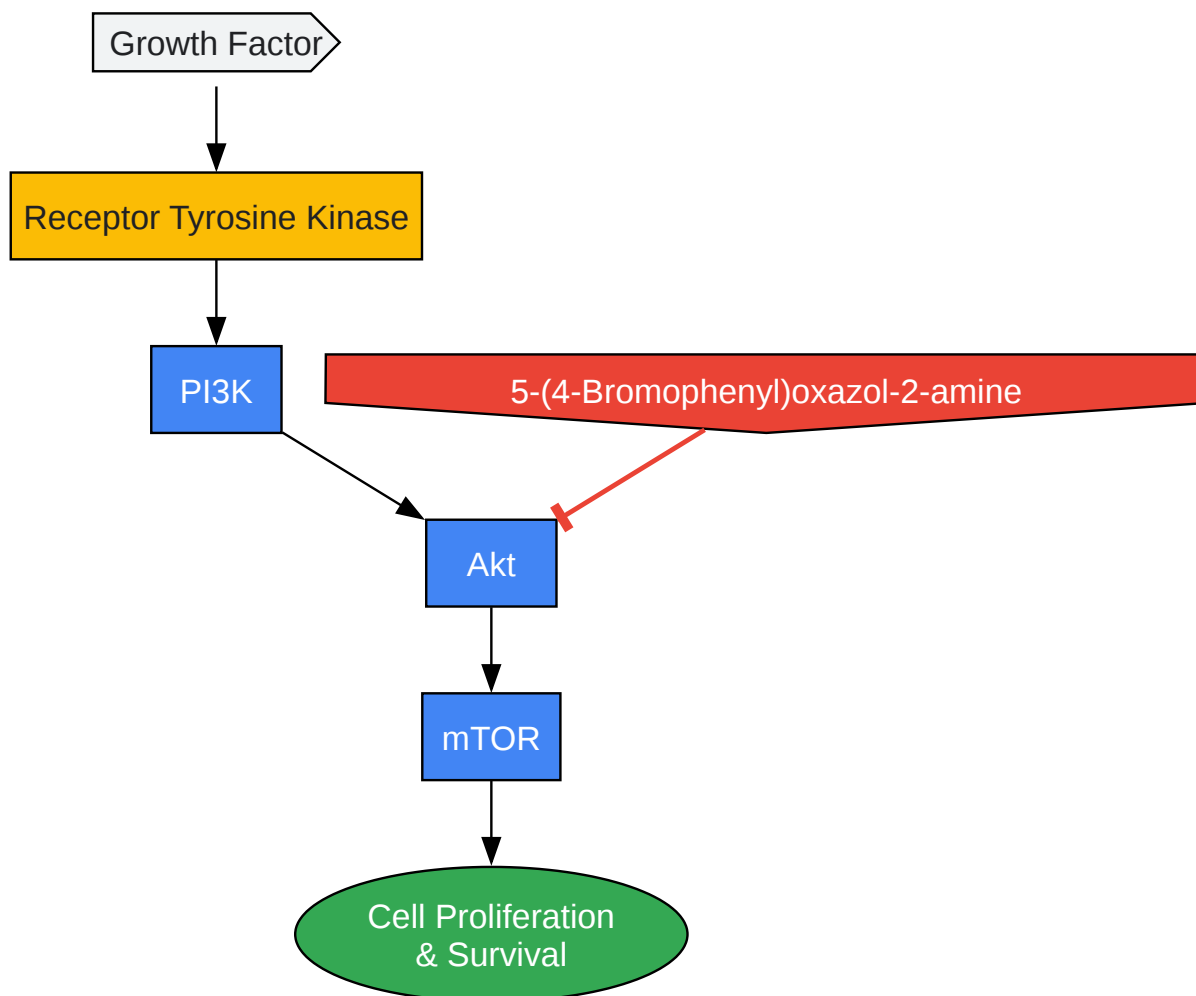 Growth Factor
Receptor Tyrosine Kinase
PI3K
5-(4-Bromophenyl)oxazol-2-amine
Akt
mTOR
Cell Proliferation
& Survival